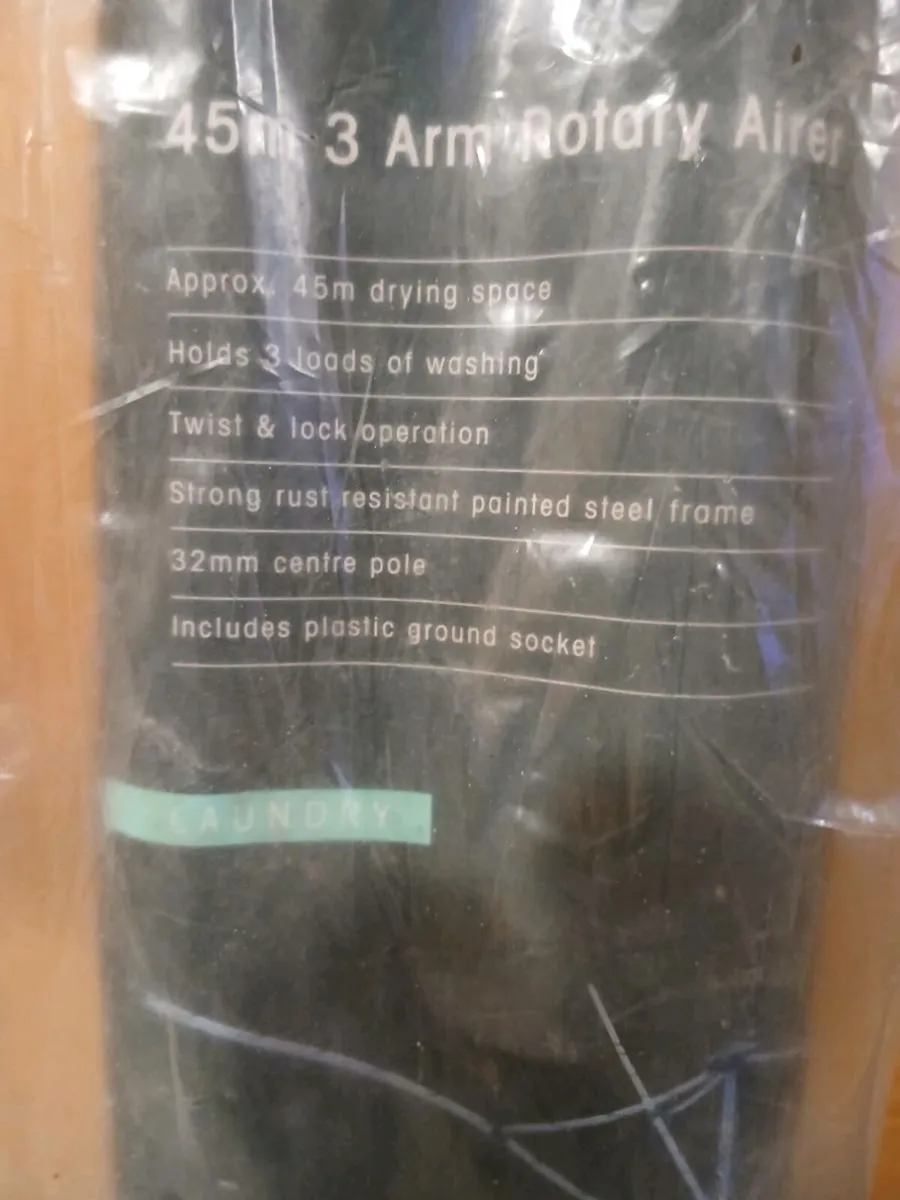 45m 3 Arm Rotary Airer
Approx. 45m drying space
Holds 3 loads of washing
Twist & lock operation
Strong rust resistant painted steel frame
32mm centre pole
Includes plastic ground socket
LAUNDRY